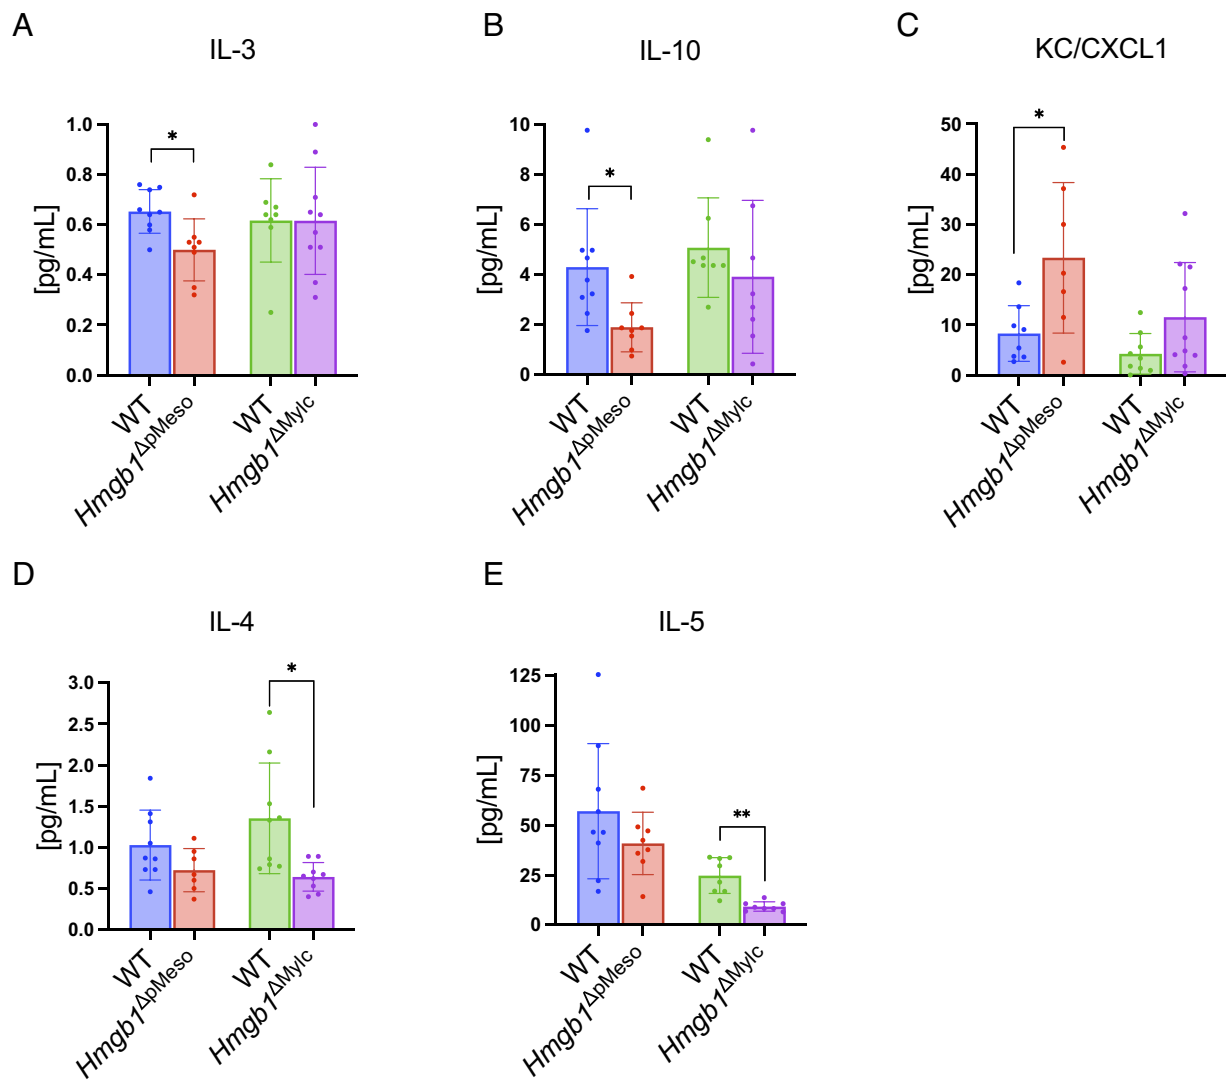 A
IL-3
[pg/mL]
1.0
0.8
0.6
0.4
0.2
0.0
*
WT
Hmgb1ΔpMeso
WT
Hmgb1ΔMylc
B
IL-10
[pg/mL]
10
8
6
4
2
0
*
WT
Hmgb1ΔpMeso
WT
Hmgb1ΔMylc
C
KC/CXCL1
[pg/mL]
50
40
30
20
10
0
*
WT
Hmgb1ΔpMeso
WT
Hmgb1ΔMylc
D
IL-4
[pg/mL]
3.0
2.5
2.0
1.5
1.0
0.5
0.0
*
WT
Hmgb1ΔpMeso
WT
Hmgb1ΔMylc
E
IL-5
[pg/mL]
125
100
75
50
25
0
**
WT
Hmgb1ΔpMeso
WT
Hmgb1ΔMylc